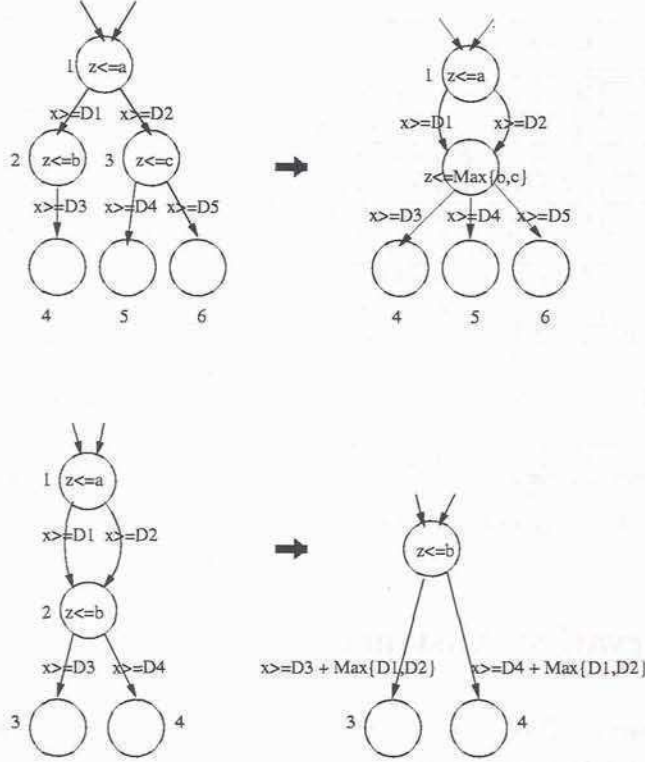 1 z<=a
x>=D1 x>=D2
2 z<=b 3 z<=c
x>=D3 x>=D4 x>=D5
4 5 6
1 z<=a
x>=D1 x>=D2
z<=Max{b,c}
x>=D3 x>=D4 x>=D5
4 5 6
1 z<=a
x>=D1 x>=D2
2 z<=b
x>=D3 x>=D4
3 4
z<=b
x>=D3 + Max{D1,D2} x>=D4 + Max{D1,D2}
3 4